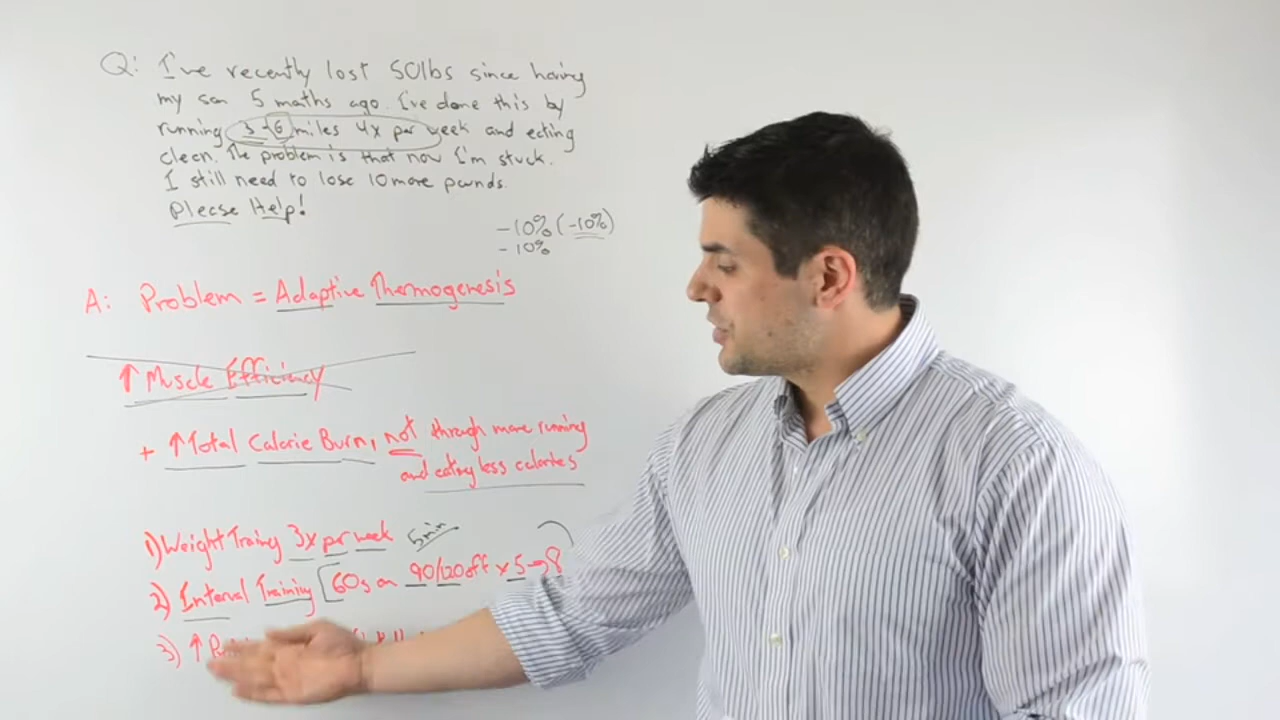 Q: I've recently lost 50lbs since having
my son 5 months ago. I've done this by
running 3-6 miles 4x per week and eating
clean. The problem is that now I'm stuck.
I still need to lose 10 more pounds.
Please Help!
-10% (-10%)
-10%
A: Problem = Adaptive Thermogenesis
↑ Muscle Efficiency
+ ↑ Total Calorie Burn, not through more running
and eating less calories
1) Weight Training 3x per week 5min
2) Interval Training [60s on 90/120 off x 5→8
3) ↑